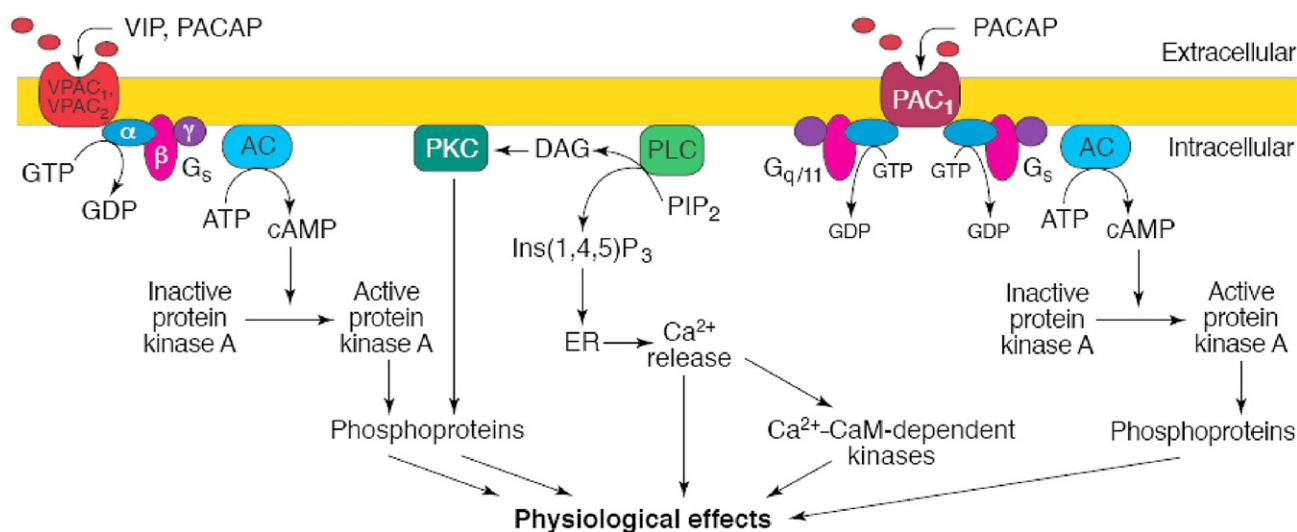 VIP, PACAP
PACAP
Extracellular
VPAC₁,
VPAC₂
PAC₁
α
β
γ
Gₛ
AC
PKC
DAG
PLC
G_q/11
GTP
GTP
Gₛ
AC
Intracellular
GTP
GDP
ATP
cAMP
PIP₂
GDP
GDP
ATP
cAMP
Ins(1,4,5)P₃
Inactive
protein
kinase A
Active
protein
kinase A
ER
Ca²⁺
release
Inactive
protein
kinase A
Active
protein
kinase A
Phosphoproteins
Ca²⁺–CaM-dependent
kinases
Phosphoproteins
Physiological effects